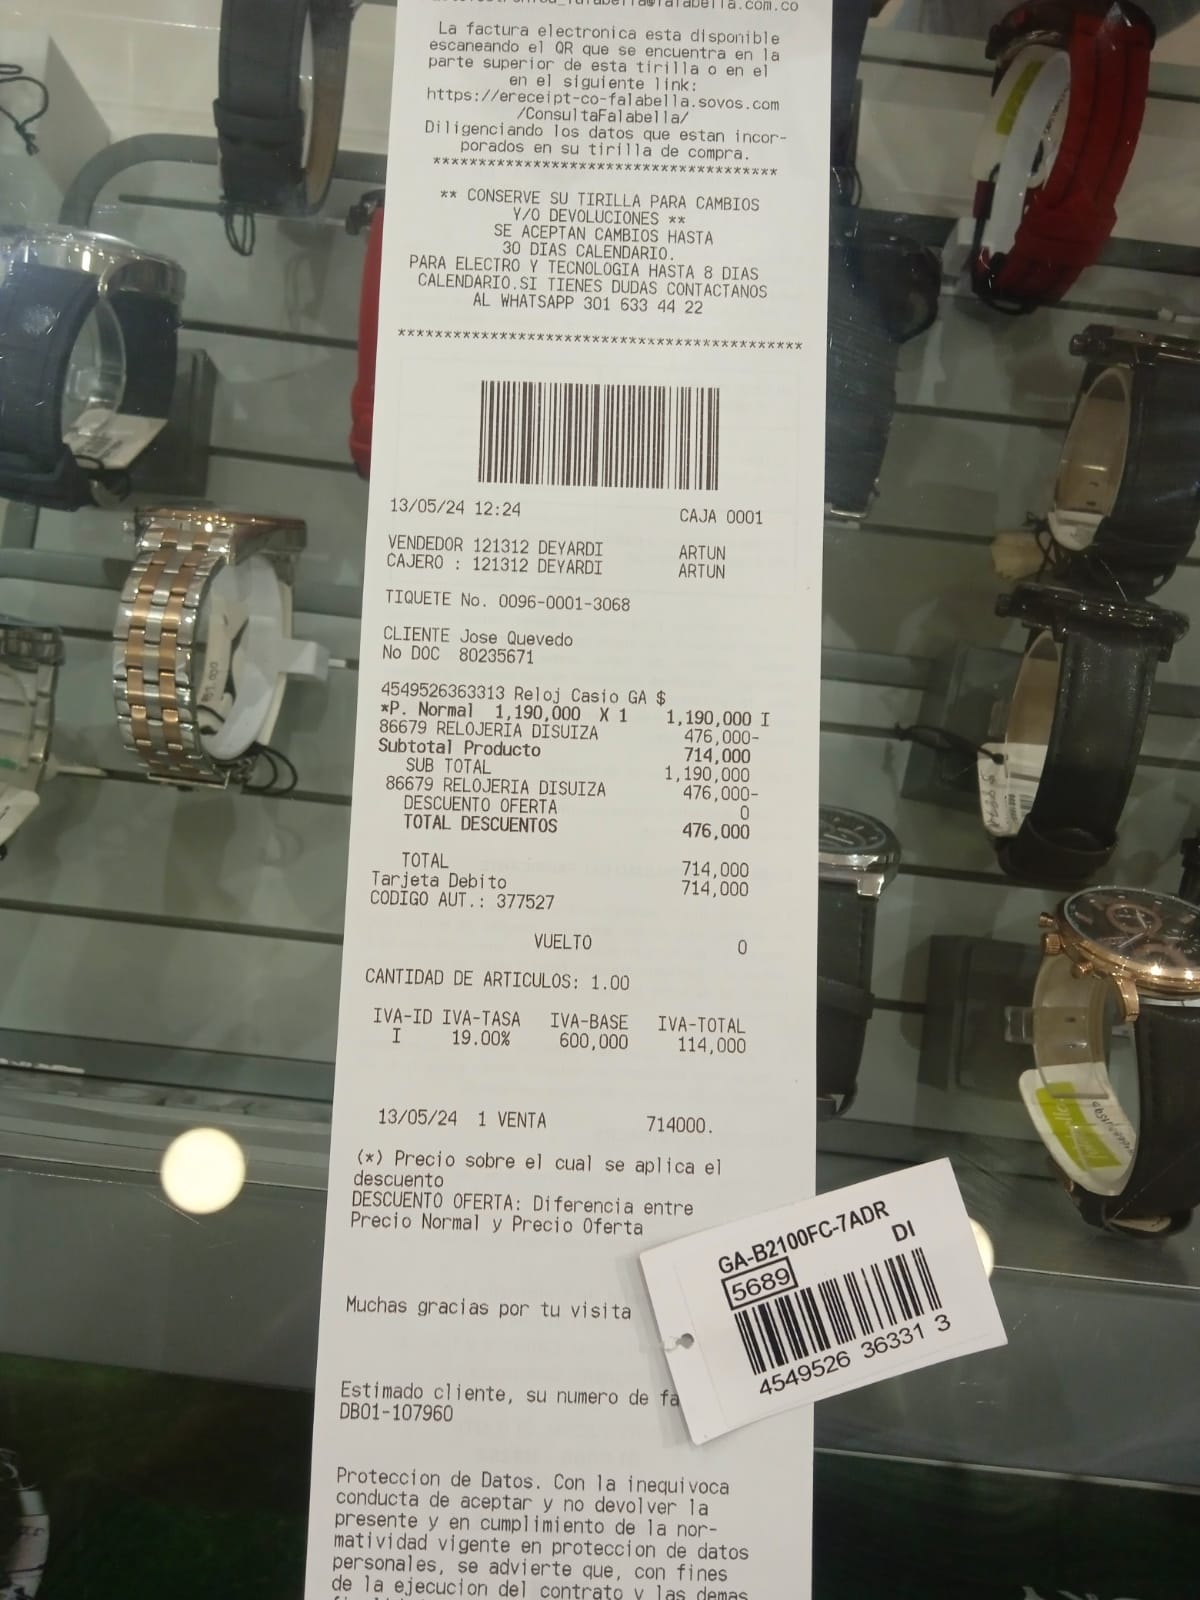 La factura electronica esta disponible
escaneando el QR que se encuentra en la
parte superior de esta tirilla o en el
en el siguiente link:
https://ereceipt-co-falabella.sovos.com
/ConsultaFalabella/
Diligenciando los datos que estan incor-
porados en su tirilla de compra.
****************************************
** CONSERVE SU TIRILLA PARA CAMBIOS
Y/O DEVOLUCIONES **
SE ACEPTAN CAMBIOS HASTA
30 DIAS CALENDARIO.
PARA ELECTRO Y TECNOLOGIA HASTA 8 DIAS
CALENDARIO.SI TIENES DUDAS CONTACTANOS
AL WHATSAPP 301 633 44 22
********************************************
13/05/24 12:24 CAJA 0001
VENDEDOR 121312 DEYARDI ARTUN
CAJERO : 121312 DEYARDI ARTUN
TIQUETE No. 0096-0001-3068
CLIENTE Jose Quevedo
No DOC 80235671
4549526363313 Reloj Casio GA $
*P. Normal 1,190,000 X 1 1,190,000 I
86679 RELOJERIA DISUIZA 476,000-
Subtotal Producto 714,000
SUB TOTAL 1,190,000
86679 RELOJERIA DISUIZA 476,000-
DESCUENTO OFERTA 0
TOTAL DESCUENTOS 476,000
TOTAL 714,000
Tarjeta Debito 714,000
CODIGO AUT.: 377527
VUELTO 0
CANTIDAD DE ARTICULOS: 1.00
IVA-ID IVA-TASA IVA-BASE IVA-TOTAL
I 19.00% 600,000 114,000
13/05/24 1 VENTA 714000.
(*) Precio sobre el cual se aplica el
descuento
DESCUENTO OFERTA: Diferencia entre
Precio Normal y Precio Oferta
GA-B2100FC-7ADR
DI
5689
4549526 36331 3
Muchas gracias por tu visita
Estimado cliente, su numero de fa
DB01-107960
Proteccion de Datos. Con la inequivoca
conducta de aceptar y no devolver la
presente y en cumplimiento de la nor-
matividad vigente en proteccion de datos
personales, se advierte que, con fines
de la ejecucion del contrato y las demas